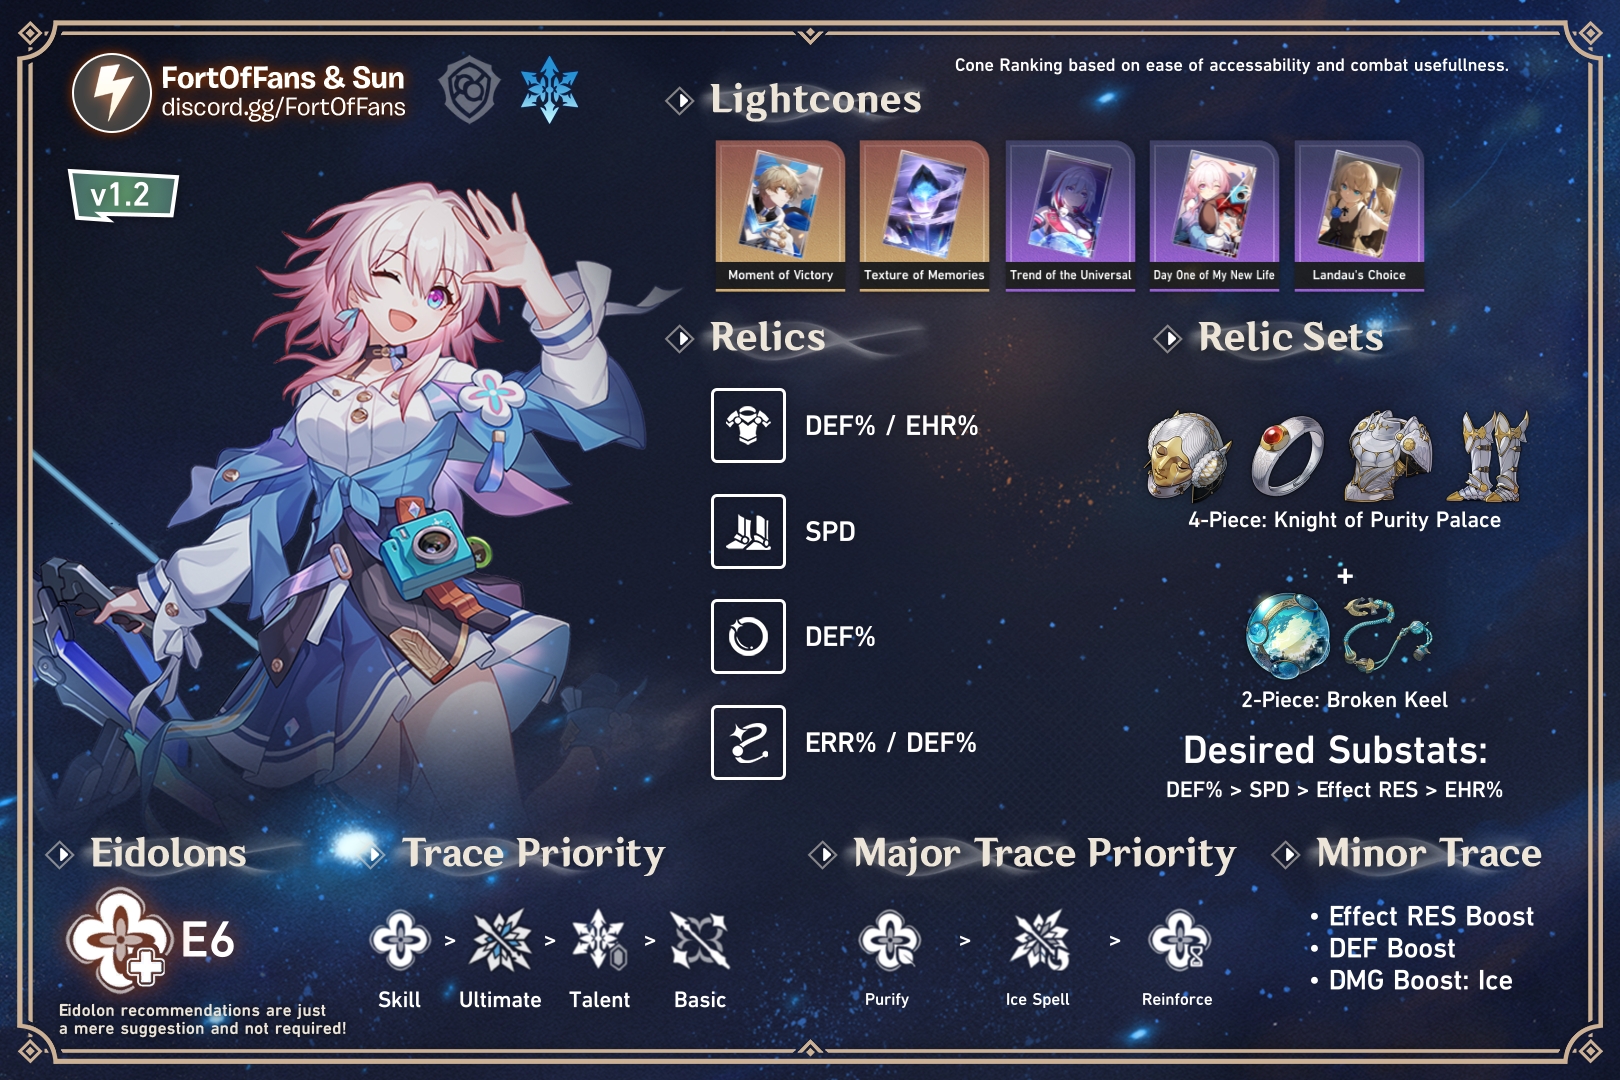 FortOfFans & Sun
discord.gg/FortOfFans
v1.2
Cone Ranking based on ease of accessability and combat usefullness.
Lightcones
Moment of Victory
Texture of Memories
Trend of the Universal
Day One of My New Life
Landau's Choice
Relics
DEF% / EHR%
SPD
DEF%
ERR% / DEF%
Relic Sets
4-Piece: Knight of Purity Palace
+
2-Piece: Broken Keel
Desired Substats:
DEF% > SPD > Effect RES > EHR%
Eidolons
E6
Eidolon recommendations are just
a mere suggestion and not required!
Trace Priority
> > >
Skill Ultimate Talent Basic
Major Trace Priority
> >
Purify Ice Spell Reinforce
Minor Trace
• Effect RES Boost
• DEF Boost
• DMG Boost: Ice